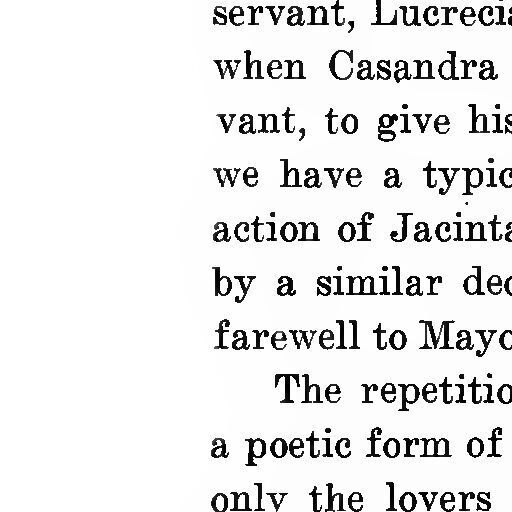 servant, Lucrecia
when Casandra
vant, to give his
we have a typic
action of Jacinta
by a similar dec
farewell to Mayo
The repetitio
a poetic form of
only the lovers